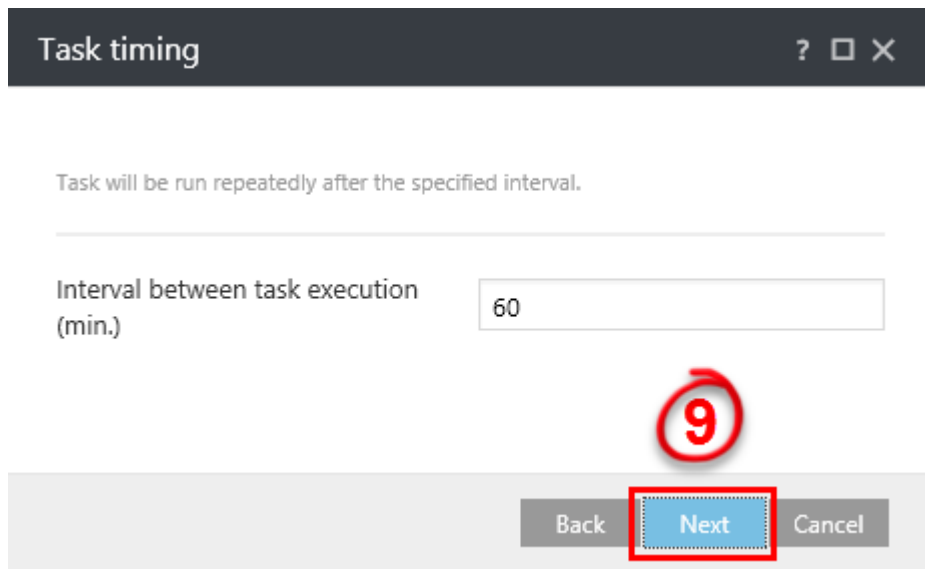 Task timing ?
Task will be run repeatedly after the specified interval.
Interval between task execution
(min.)
60
9
Back Next Cancel